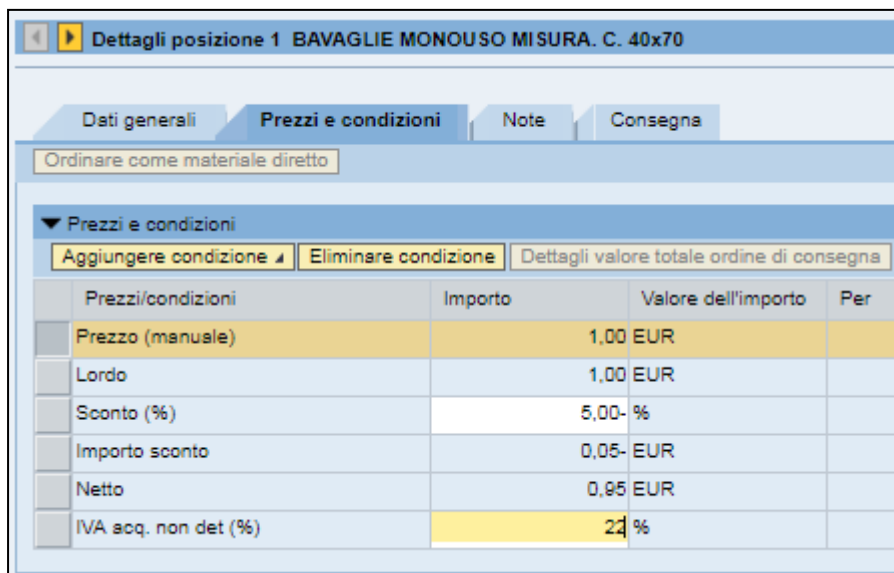 Dettagli posizione 1 BAVAGLIE MONOUSO MISURA. C. 40x70
Dati generali Prezzi e condizioni Note Consegna
Ordinare come materiale diretto
Prezzi e condizioni
Aggiungere condizione Eliminare condizione Dettagli valore totale ordine di consegna
Prezzi/condizioni Importo Valore dell'importo Per
Prezzo (manuale) 1,00 EUR
Lordo 1,00 EUR
Sconto (%) 5,00- %
Importo sconto 0,05- EUR
Netto 0,95 EUR
IVA acq. non det (%) 22 %